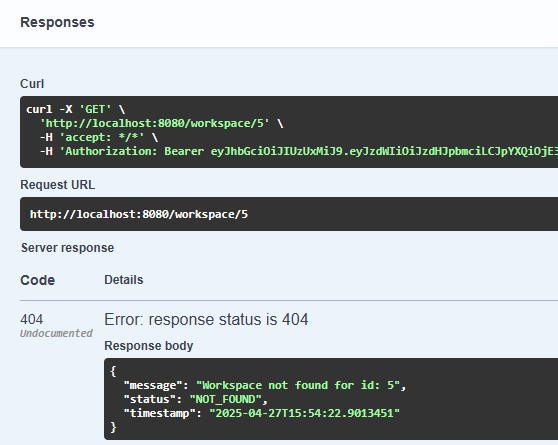 Responses
Curl
curl -X 'GET' \
'http://localhost:8080/workspace/5' \
-H 'accept: */*' \
-H 'Authorization: Bearer eyJhbGciOiJIUzUxMiJ9.eyJzdWIiOiJzdHJpbmciLCJpYXQiOjE3
Request URL
http://localhost:8080/workspace/5
Server response
Code Details
404 Error: response status is 404
Undocumented
Response body
{
"message": "Workspace not found for id: 5",
"status": "NOT_FOUND",
"timestamp": "2025-04-27T15:54:22.9013451"
}